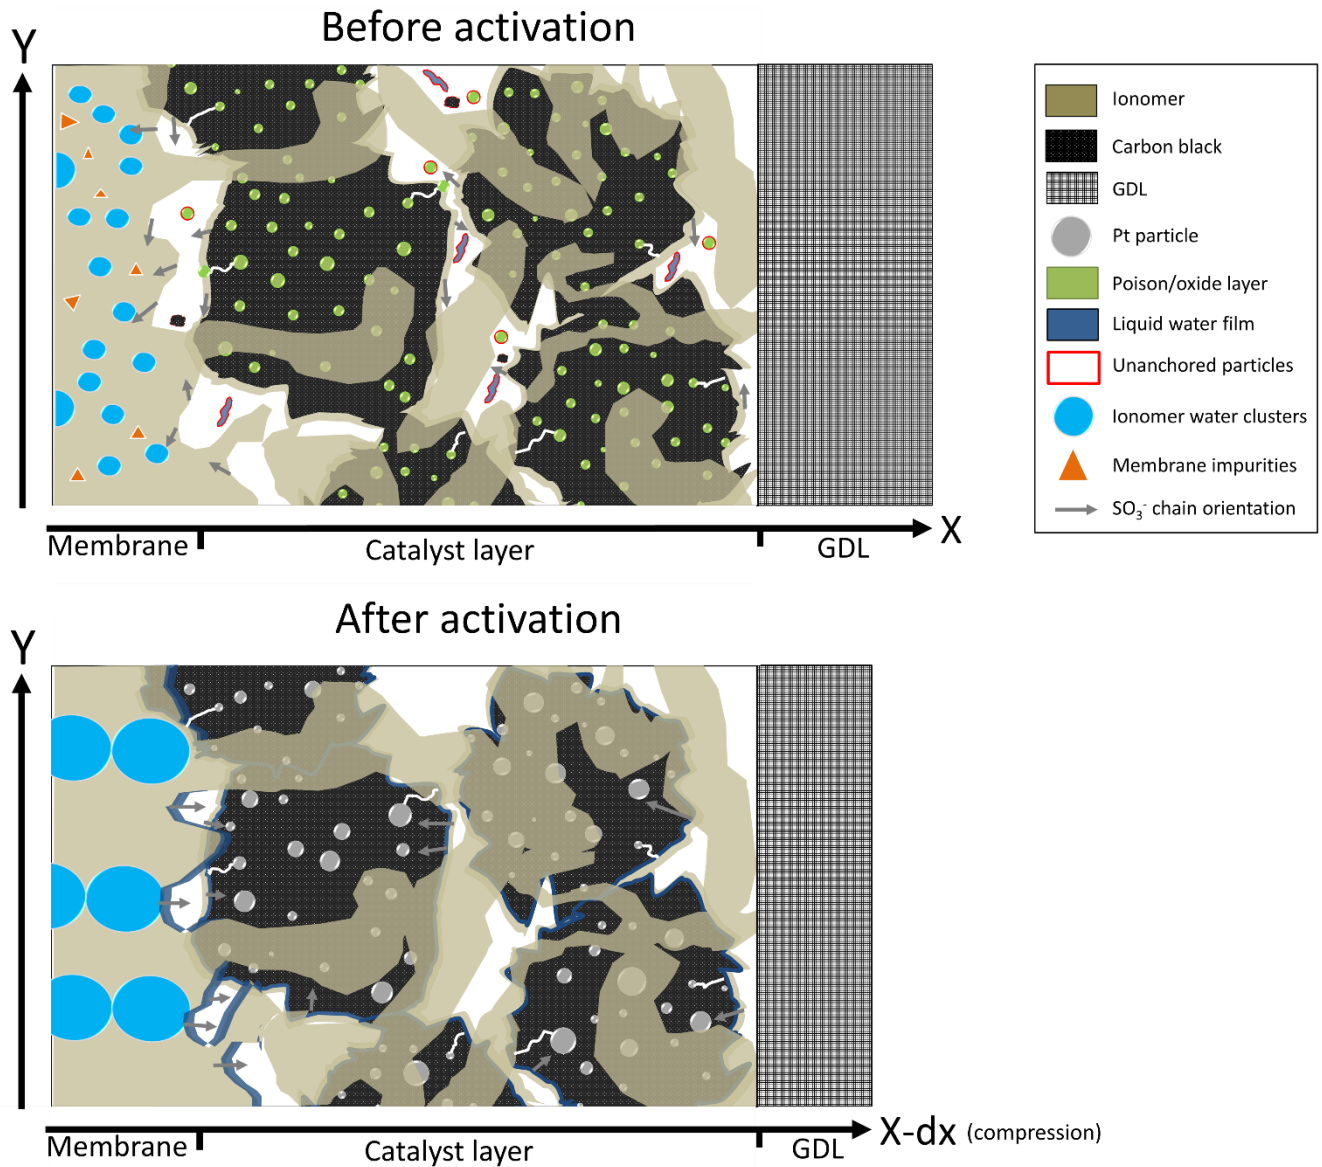 Before activation
Y
Ionomer
Carbon black
GDL
Pt particle
Poison/oxide layer
Liquid water film
Unanchored particles
Ionomer water clusters
Membrane impurities
SO₃⁻ chain orientation
X
Membrane
Catalyst layer
GDL
After activation
Y
X-dx (compression)
Membrane
Catalyst layer
GDL